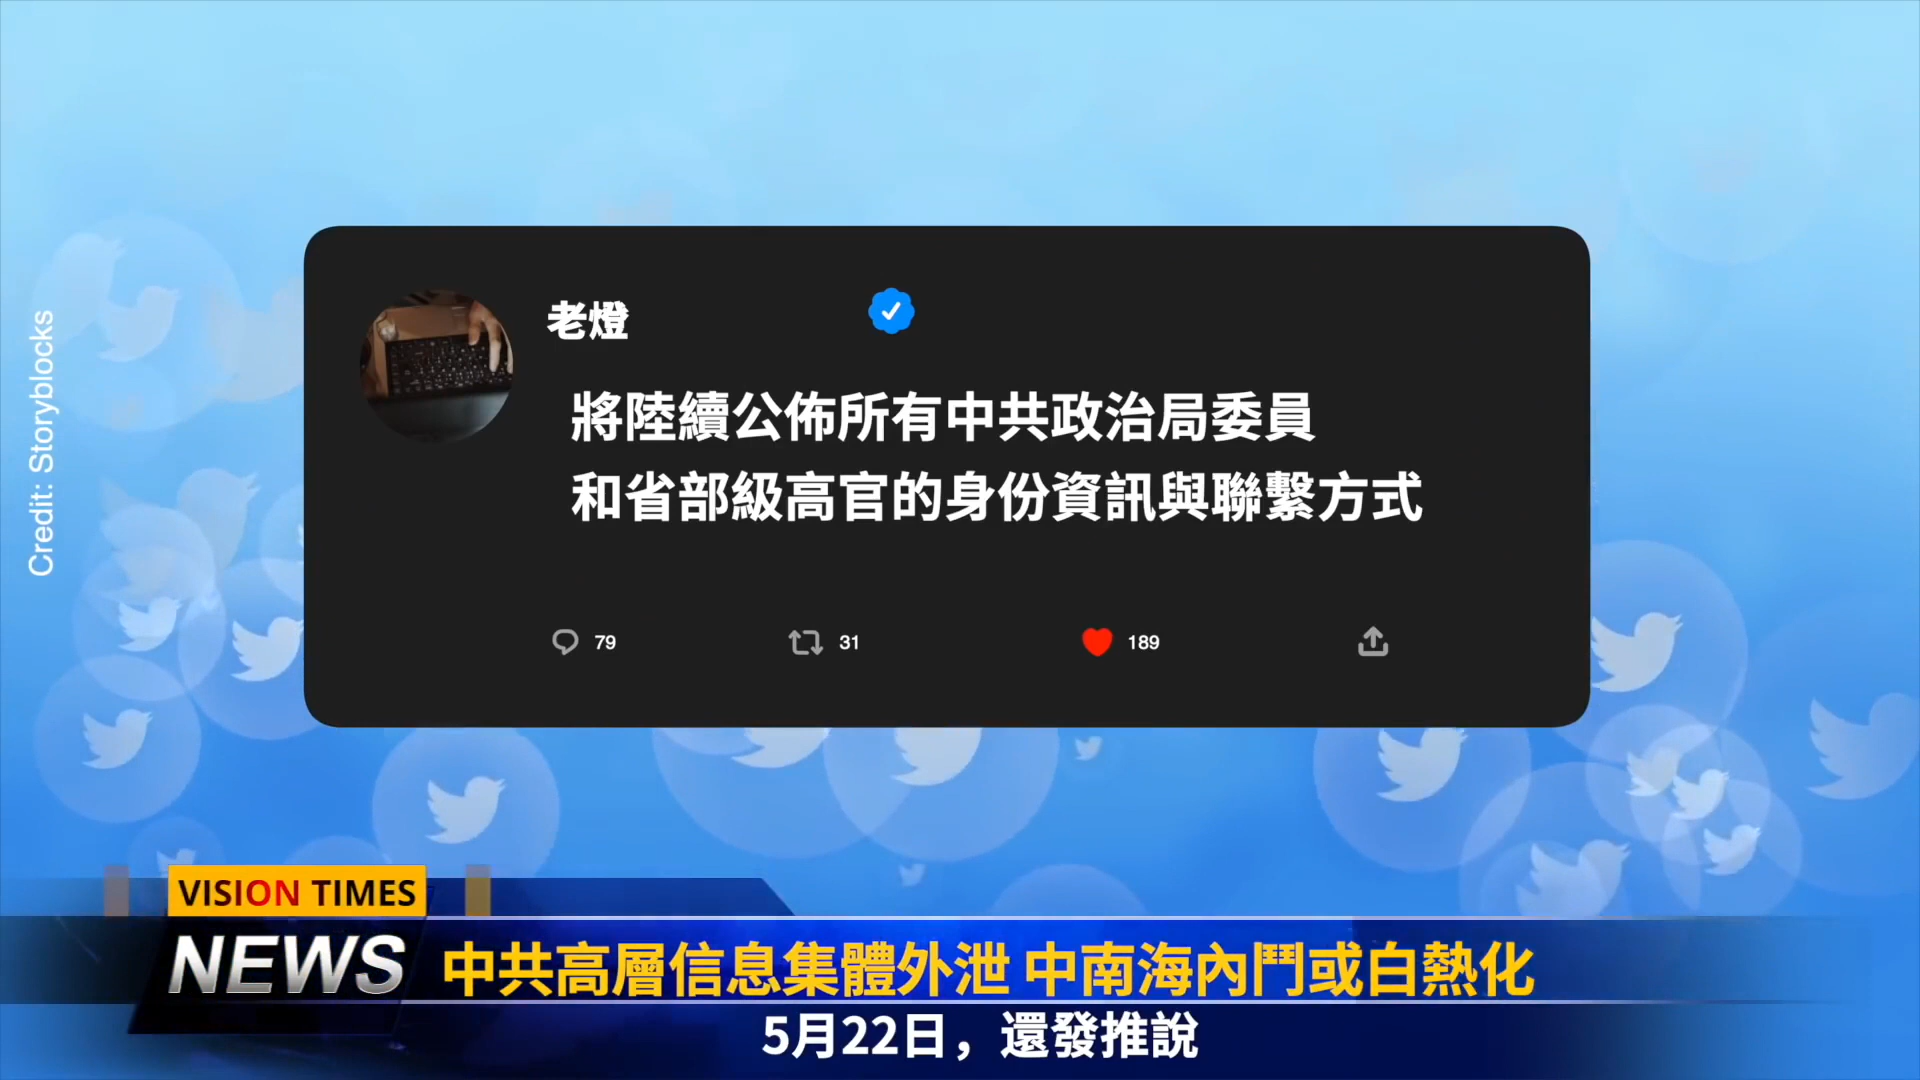 Credit: Storyblocks
老燈
將陸續公佈所有中共政治局委員
和省部級高官的身份資訊與聯繫方式
79
31
189
VISION TIMES
NEWS
中共高層信息集體外泄 中南海內鬥或白熱化
5月22日，還發推說